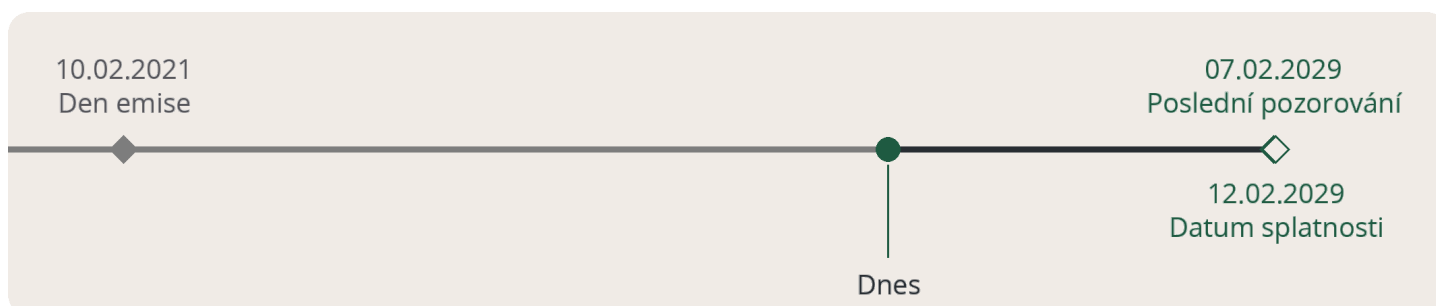 10.02.2021
Den emise
07.02.2029
Poslední pozorování
12.02.2029
Datum splatnosti
Dnes